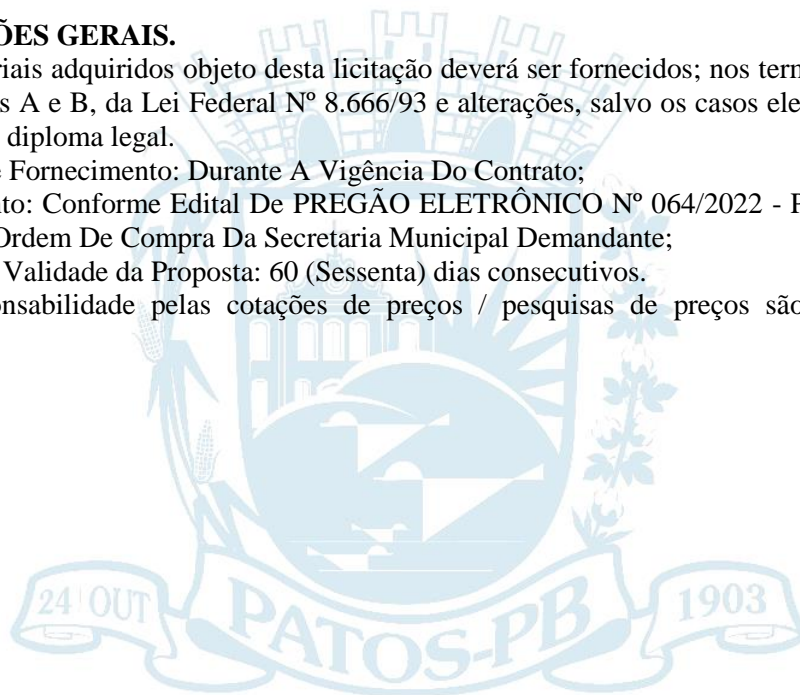 ÕES GERAIS.
riais adquiridos objeto desta licitação deverá ser fornecidos; nos term
s A e B, da Lei Federal Nº 8.666/93 e alterações, salvo os casos ele
diploma legal.
e Fornecimento: Durante A Vigência Do Contrato;
nto: Conforme Edital De PREGÃO ELETRÔNICO Nº 064/2022 - P
Ordem De Compra Da Secretaria Municipal Demandante;
Validade da Proposta: 60 (Sessenta) dias consecutivos.
onsabilidade pelas cotações de preços / pesquisas de preços são
24 OUT PATOS-PB 1903